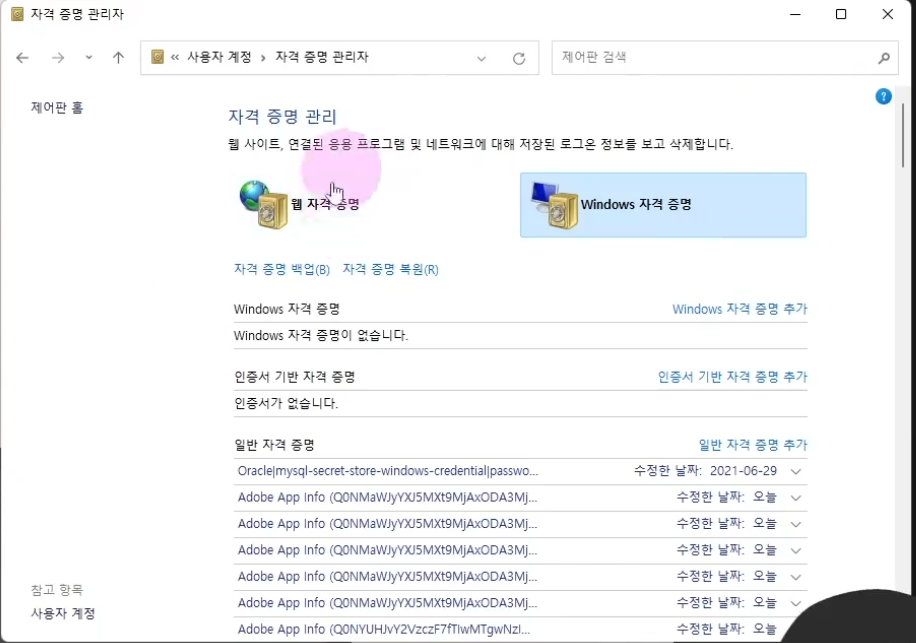 자격 증명 관리자
« 사용자 계정 › 자격 증명 관리자
제어판 검색
제어판 홈
자격 증명 관리
웹 사이트, 연결된 응용 프로그램 및 네트워크에 대해 저장된 로그온 정보를 보고 삭제합니다.
웹 자격 증명
Windows 자격 증명
자격 증명 백업(B) 자격 증명 복원(R)
Windows 자격 증명 Windows 자격 증명 추가
Windows 자격 증명이 없습니다.
인증서 기반 자격 증명 인증서 기반 자격 증명 추가
인증서가 없습니다.
일반 자격 증명 일반 자격 증명 추가
Oracle|mysql-secret-store-windows-credential|passwo... 수정한 날짜: 2021-06-29
Adobe App Info (Q0NMaWJyYXJ5MXt9MjAxODA3Mj... 수정한 날짜: 오늘
Adobe App Info (Q0NMaWJyYXJ5MXt9MjAxODA3Mj... 수정한 날짜: 오늘
Adobe App Info (Q0NMaWJyYXJ5MXt9MjAxODA3Mj... 수정한 날짜: 오늘
Adobe App Info (Q0NMaWJyYXJ5MXt9MjAxODA3Mj... 수정한 날짜: 오늘
Adobe App Info (Q0NMaWJyYXJ5MXt9MjAxODA3Mj... 수정한 날짜: 오늘
Adobe App Info (Q0NYUHJvY2VzczF7fTIwMTgwNzI... 수정한 날짜: 오늘
참고 항목
사용자 계정